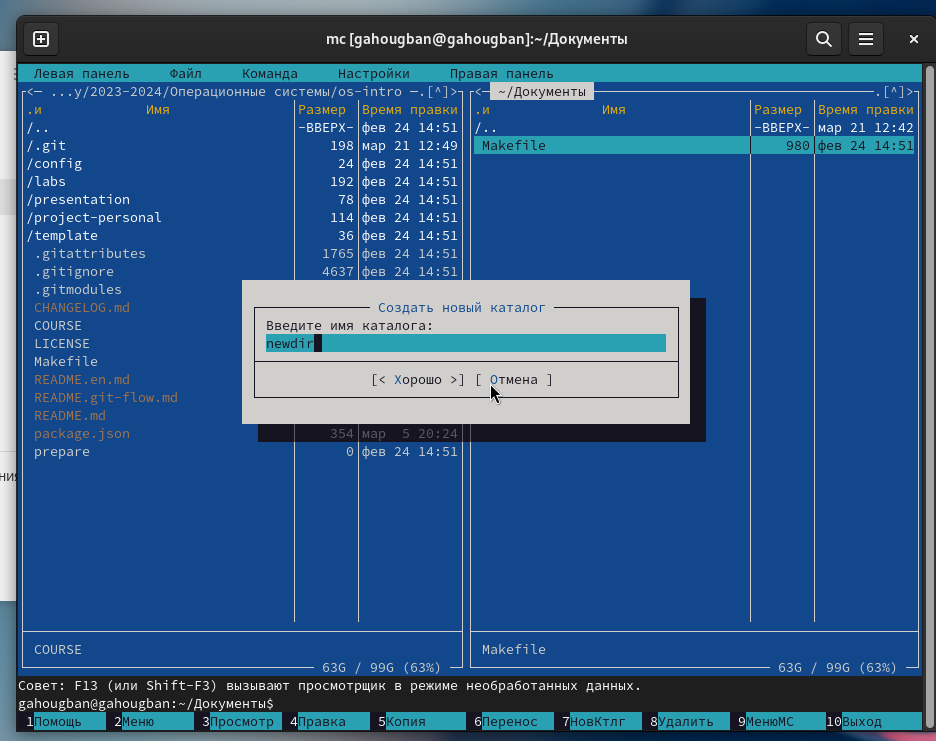 mc [gahougban@gahougban]:~/Документы
Левая панель Файл Команда Настройки Правая панель
<— ...y/2023-2024/Операционные системы/os-intro —.[^]>
.и Имя Размер Время правки
/.. -ВВЕРХ- фев 24 14:51
/.git 198 мар 21 12:49
/config 24 фев 24 14:51
/labs 192 фев 24 14:51
/presentation 78 фев 24 14:51
/project-personal 114 фев 24 14:51
/template 36 фев 24 14:51
.gitattributes 1765 фев 24 14:51
.gitignore 4637 фев 24 14:51
.gitmodules
CHANGELOG.md
COURSE
LICENSE
Makefile
README.en.md
README.git-flow.md
README.md
package.json 354 мар 5 20:24
prepare 0 фев 24 14:51
COURSE
63G / 99G (63%)
<— ~/Документы .[^]>
.и Имя Размер Время правки
/.. -ВВЕРХ- мар 21 12:42
Makefile 980 фев 24 14:51
Makefile
63G / 99G (63%)
Создать новый каталог
Введите имя каталога:
newdir
[< Хорошо >] [ Отмена ]
Совет: F13 (или Shift-F3) вызывают просмотрщик в режиме необработанных данных.
gahougban@gahougban:~/Документы$
1Помощь 2Меню 3Просмотр 4Правка 5Копия 6Перенос 7НовКтлг 8Удалить 9МенюMC 10Выход